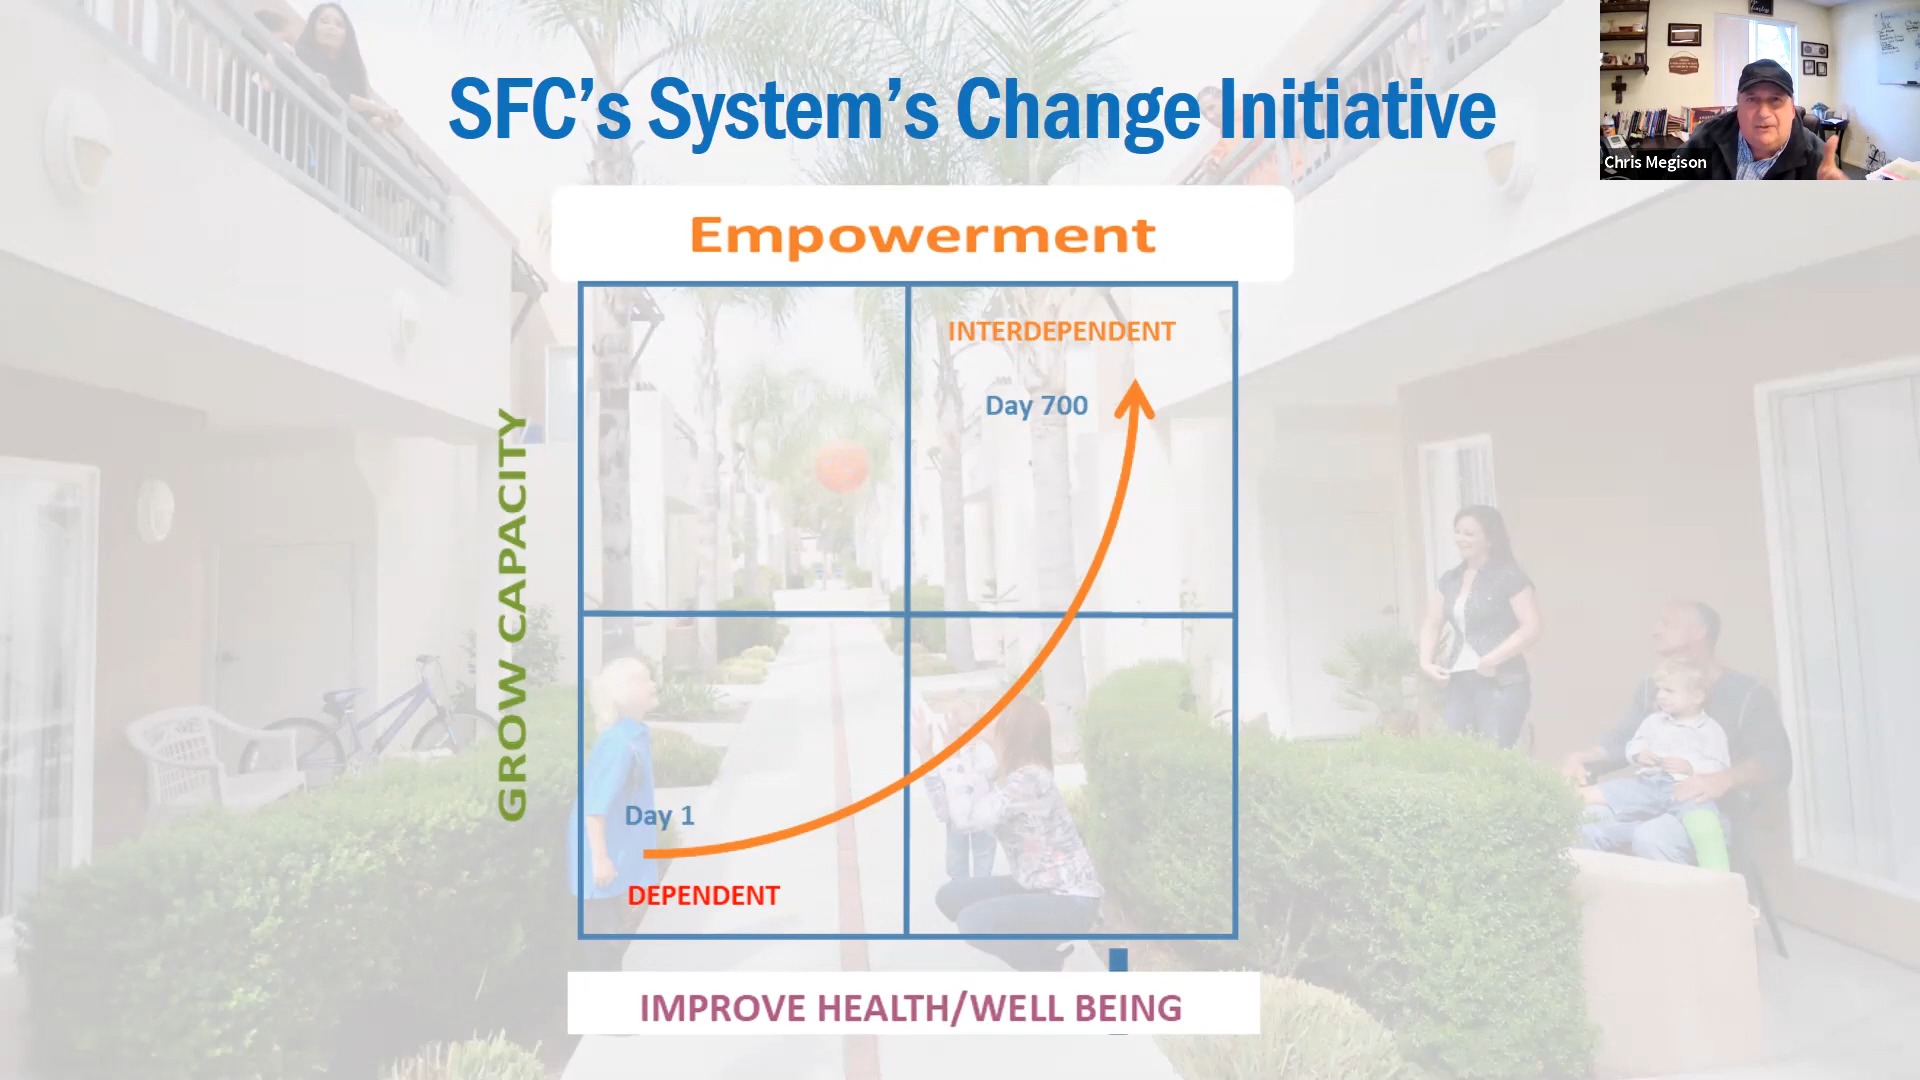 SFC's System's Change Initiative
Chris Megison
Empowerment
INTERDEPENDENT
Day 700
GROW CAPACITY
Day 1
DEPENDENT
IMPROVE HEALTH/WELL BEING